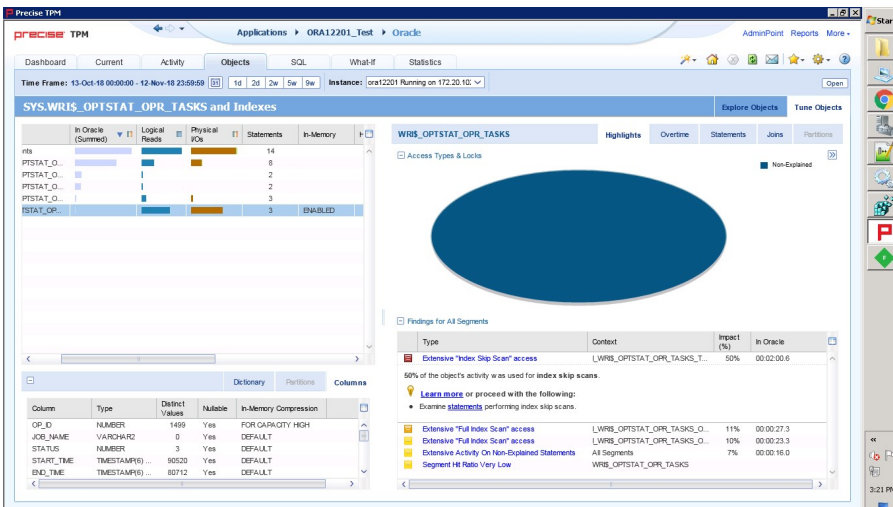 Precise TPM
precise TPM
Applications ORA12201_Test Oracle
AdminPoint Reports More
Dashboard Current Activity Objects SQL What-If Statistics
Time Frame: 13-Oct-18 00:00:00 - 12-Nov-18 23:59:59 31 1d 2d 2w 5w 9w Instance: ora12201 Running on 172.20.10: Open
SYS.WRI$_OPTSTAT_OPR_TASKS and Indexes
Explore Objects Tune Objects
In Oracle (Summed) Logical Reads Physical I/Os Statements In-Memory
nts 14
PTSTAT_O... 8
PTSTAT_O... 2
PTSTAT_O... 2
PTSTAT_O... 3
TSTAT_OP... 3 ENABLED
Dictionary Partitions Columns
Column Type Distinct Values Nullable In-Memory Compression
OP_ID NUMBER 1499 Yes FOR CAPACITY HIGH
JOB_NAME VARCHAR2 0 Yes DEFAULT
STATUS NUMBER 3 Yes DEFAULT
START_TIME TIMESTAMP(6) ... 90520 Yes DEFAULT
END_TIME TIMESTAMP(6) ... 80712 Yes DEFAULT
WRI$_OPTSTAT_OPR_TASKS Highlights Overtime Statements Joins Partitions
Access Types & Locks
Non-Explained
Findings for All Segments
Type Context Impact (%) In Oracle
Extensive "Index Skip Scan" access I_WRI$_OPTSTAT_OPR_TASKS_T... 50% 00:02:00.6
50% of the object's activity was used for index skip scans.
Learn more or proceed with the following:
• Examine statements performing index skip scans.
Extensive "Full Index Scan" access I_WRI$_OPTSTAT_OPR_TASKS_O... 11% 00:00:27.3
Extensive "Full Index Scan" access I_WRI$_OPTSTAT_OPR_TASKS_O... 10% 00:00:23.3
Extensive Activity On Non-Explained Statements All Segments 7% 00:00:16.0
Segment Hit Ratio Very Low WRI$_OPTSTAT_OPR_TASKS
Star
3:21 PM